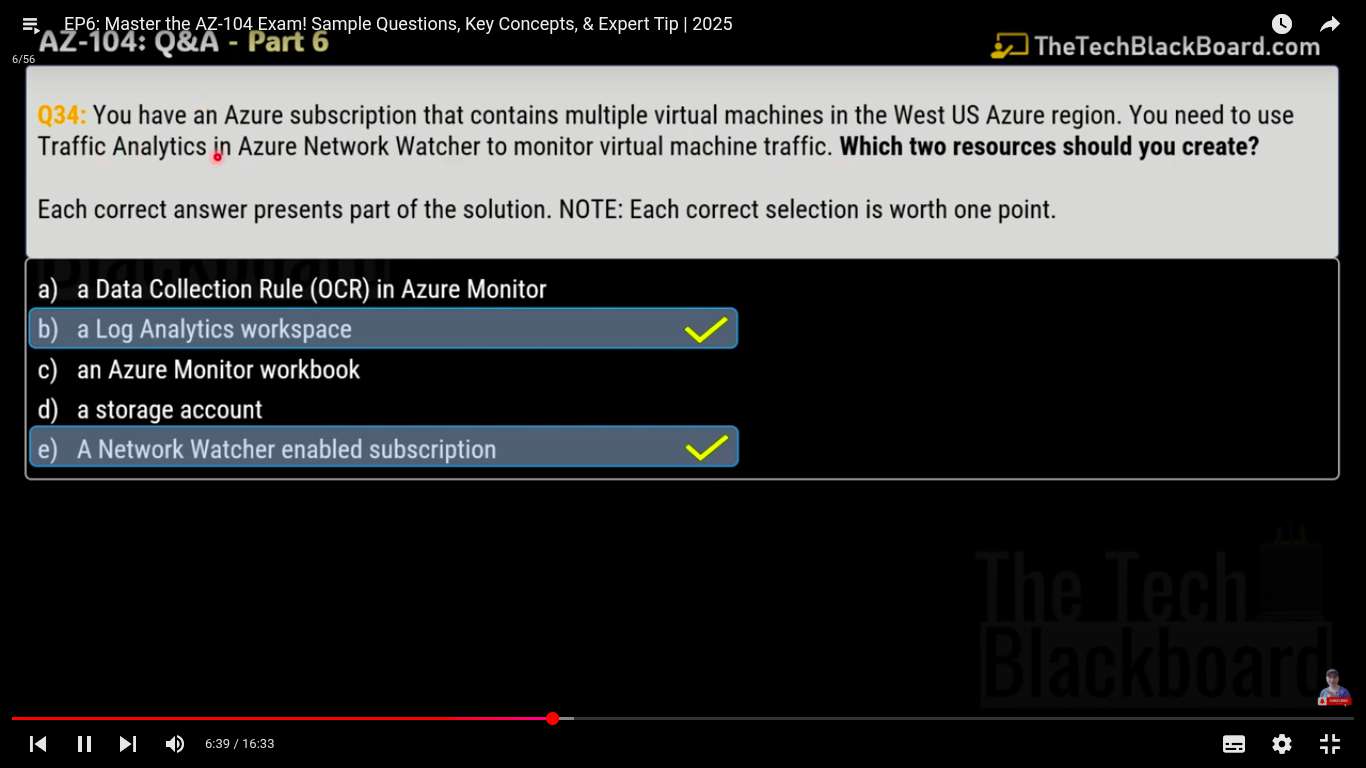 EP6: Master the AZ-104 Exam! Sample Questions, Key Concepts, & Expert Tip | 2025
AZ-104: Q&A - Part 6
TheTechBlackBoard.com
6/56
Q34: You have an Azure subscription that contains multiple virtual machines in the West US Azure region. You need to use
Traffic Analytics in Azure Network Watcher to monitor virtual machine traffic. Which two resources should you create?
Each correct answer presents part of the solution. NOTE: Each correct selection is worth one point.
a) a Data Collection Rule (OCR) in Azure Monitor
b) a Log Analytics workspace
c) an Azure Monitor workbook
d) a storage account
e) A Network Watcher enabled subscription
The Tech
Blackboard
6:39 / 16:33